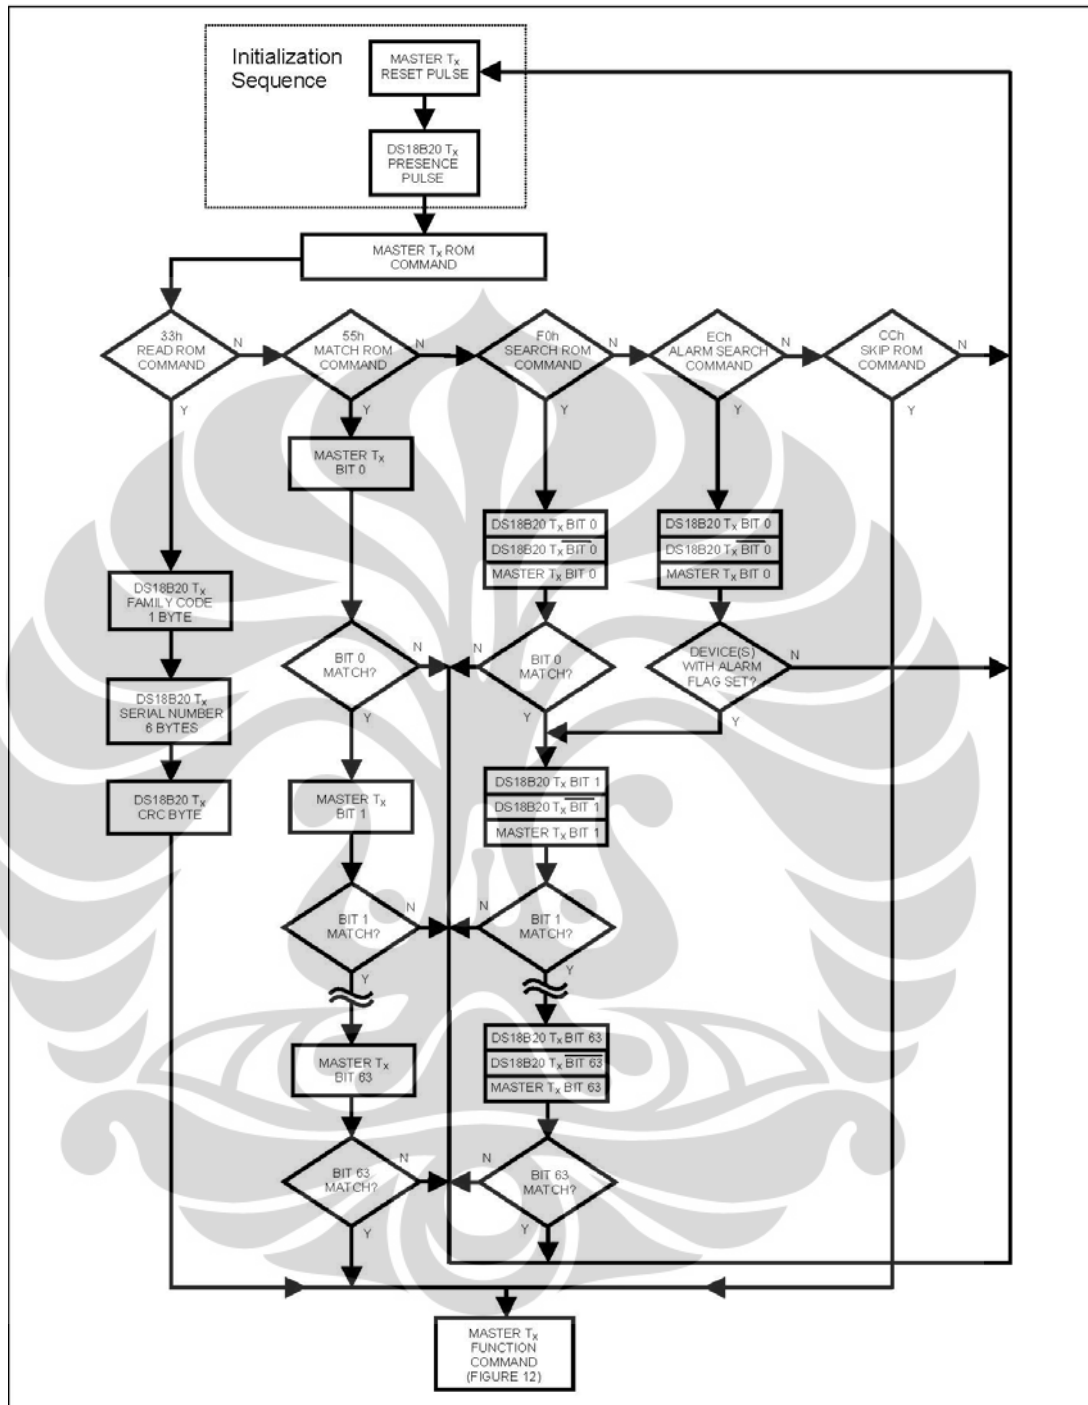 Initialization
Sequence
MASTER Tx
RESET PULSE
DS18B20 Tx
PRESENCE
PULSE
MASTER Tx ROM
COMMAND
33h
READ ROM
COMMAND
N
Y
55h
MATCH ROM
COMMAND
N
Y
F0h
SEARCH ROM
COMMAND
N
Y
ECh
ALARM SEARCH
COMMAND
N
Y
CCh
SKIP ROM
COMMAND
N
Y
MASTER Tx
BIT 0
DS18B20 Tx BIT 0
DS18B20 Tx B̅I̅T̅ ̅0̅
MASTER Tx BIT 0
DS18B20 Tx BIT 0
DS18B20 Tx B̅I̅T̅ ̅0̅
MASTER Tx BIT 0
DS18B20 Tx
FAMILY CODE
1 BYTE
BIT 0
MATCH?
N
Y
N
BIT 0
MATCH?
Y
DEVICE(S)
WITH ALARM
FLAG SET?
N
Y
DS18B20 Tx
SERIAL NUMBER
6 BYTES
DS18B20 Tx
CRC BYTE
MASTER Tx
BIT 1
DS18B20 Tx BIT 1
DS18B20 Tx B̅I̅T̅ ̅1̅
MASTER Tx BIT 1
BIT 1
MATCH?
N
Y
N
BIT 1
MATCH?
Y
MASTER Tx
BIT 63
DS18B20 Tx BIT 63
DS18B20 Tx B̅I̅T̅ ̅6̅3̅
MASTER Tx BIT 63
BIT 63
MATCH?
N
Y
N
BIT 63
MATCH?
Y
MASTER Tx
FUNCTION
COMMAND
(FIGURE 12)